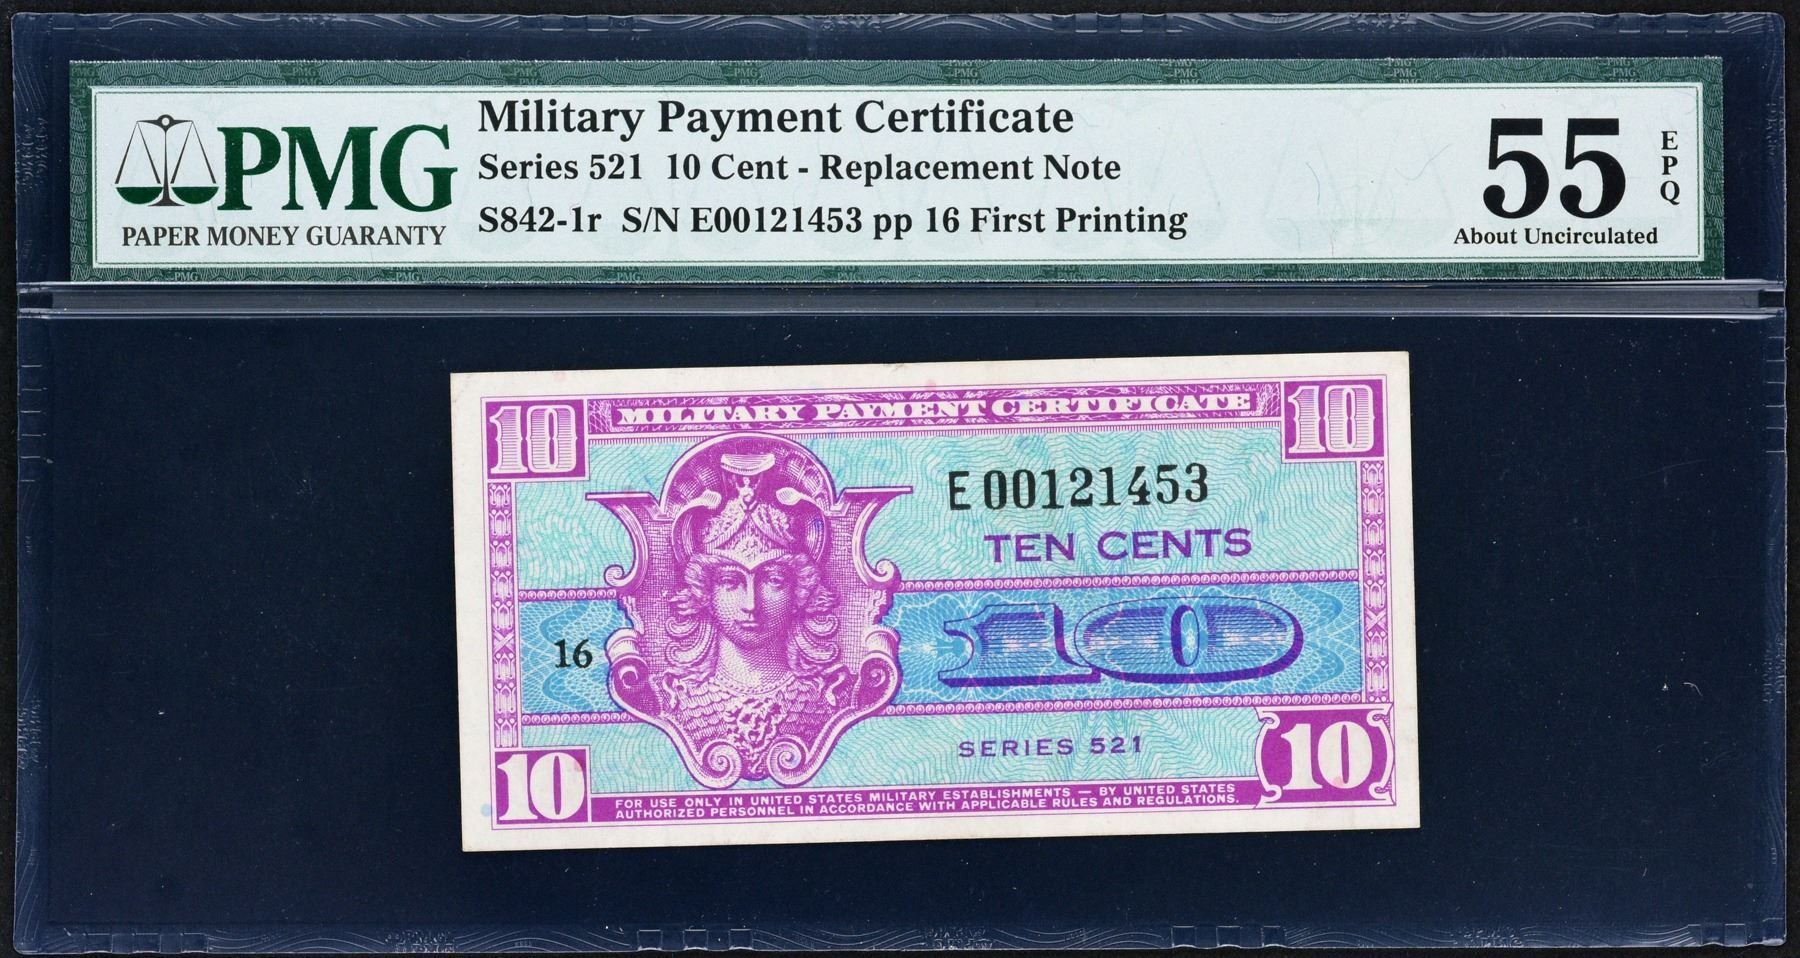 PMG
PAPER MONEY GUARANTY
Military Payment Certificate
Series 521 10 Cent - Replacement Note
S842-1r S/N E00121453 pp 16 First Printing
55
EPQ
About Uncirculated
10
MILITARY PAYMENT CERTIFICATE
10
E00121453
TEN CENTS
16
10
SERIES 521
10
10
FOR USE ONLY IN UNITED STATES MILITARY ESTABLISHMENTS — BY UNITED STATES
AUTHORIZED PERSONNEL IN ACCORDANCE WITH APPLICABLE RULES AND REGULATIONS.